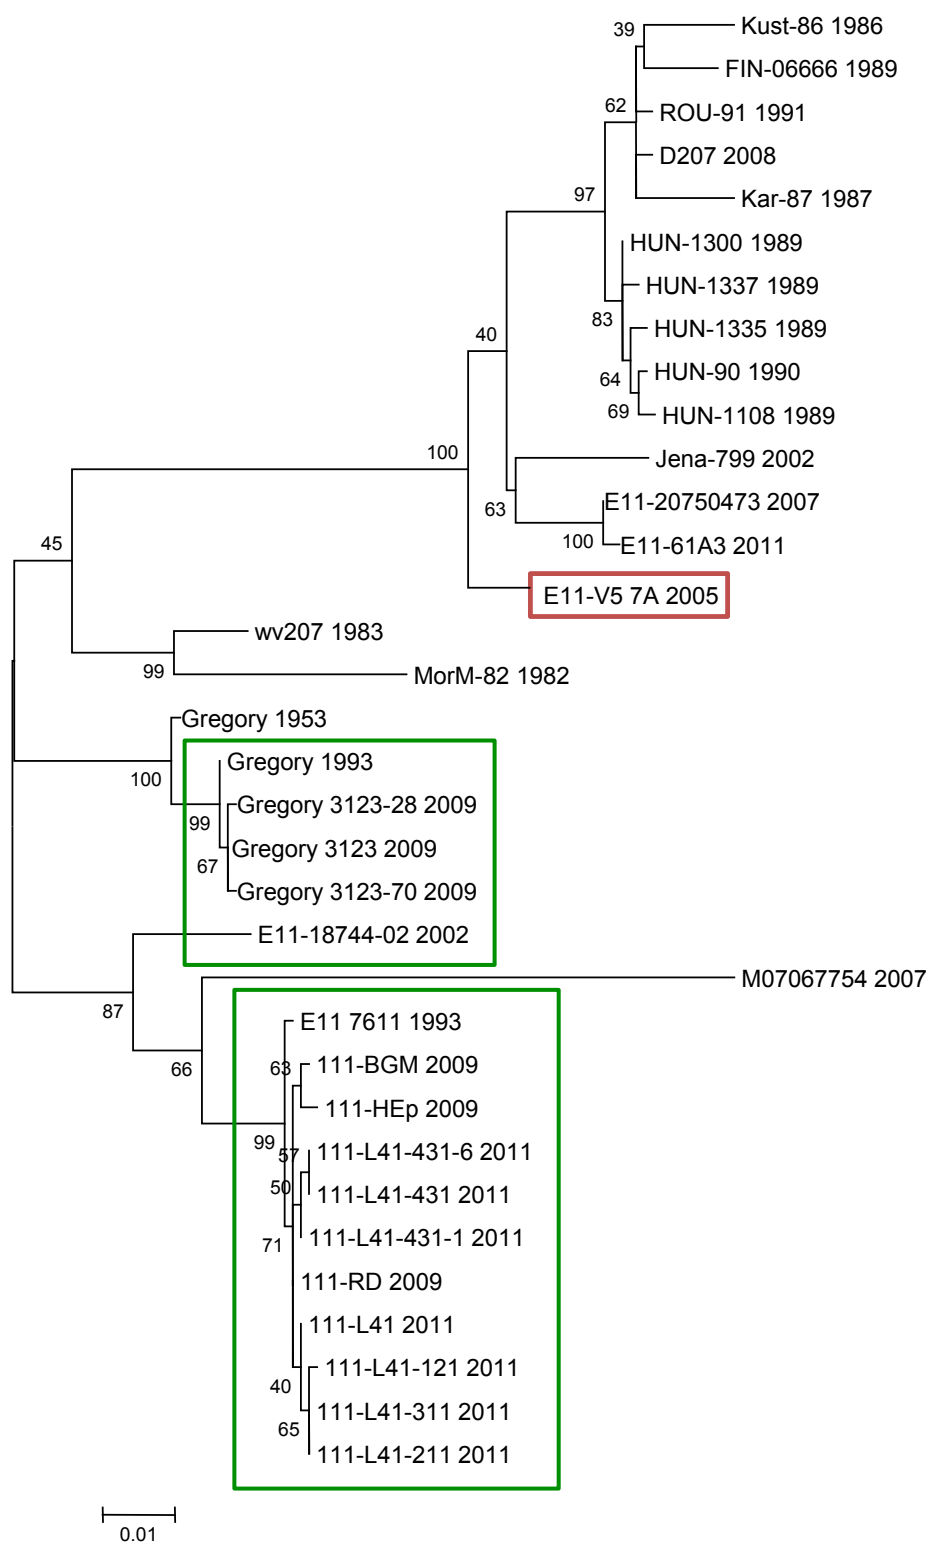 39
Kust-86 1986
FIN-06666 1989
62
ROU-91 1991
D207 2008
97
Kar-87 1987
HUN-1300 1989
HUN-1337 1989
83
HUN-1335 1989
40
64
HUN-90 1990
69
HUN-1108 1989
100
Jena-799 2002
63
E11-20750473 2007
100
E11-61A3 2011
45
E11-V5 7A 2005
wv207 1983
99
MorM-82 1982
Gregory 1953
100
Gregory 1993
Gregory 3123-28 2009
99
Gregory 3123 2009
67
Gregory 3123-70 2009
E11-18744-02 2002
M07067754 2007
87
E11 7611 1993
66
63
111-BGM 2009
111-HEp 2009
99
57
111-L41-431-6 2011
50
111-L41-431 2011
71
111-L41-431-1 2011
111-RD 2009
111-L41 2011
40
111-L41-121 2011
65
111-L41-311 2011
111-L41-211 2011
0.01